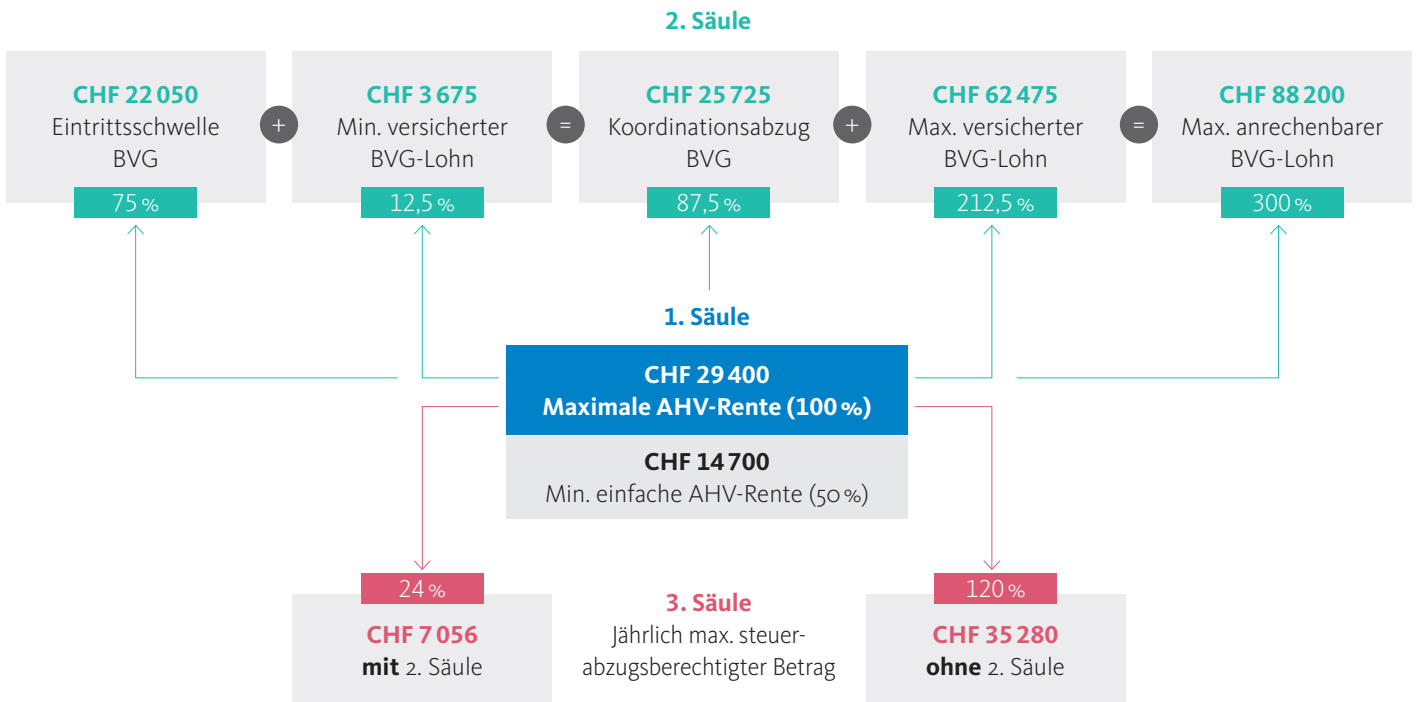 2. Säule
CHF 22 050
Eintrittsschwelle
BVG
75 %
+
CHF 3 675
Min. versicherter
BVG-Lohn
12,5 %
=
CHF 25 725
Koordinationsabzug
BVG
87,5 %
+
CHF 62 475
Max. versicherter
BVG-Lohn
212,5 %
=
CHF 88 200
Max. anrechenbarer
BVG-Lohn
300 %
1. Säule
CHF 29 400
Maximale AHV-Rente (100 %)
CHF 14 700
Min. einfache AHV-Rente (50 %)
24 %
CHF 7 056
mit 2. Säule
3. Säule
Jährlich max. steuer-
abzugsberechtigter Betrag
120 %
CHF 35 280
ohne 2. Säule